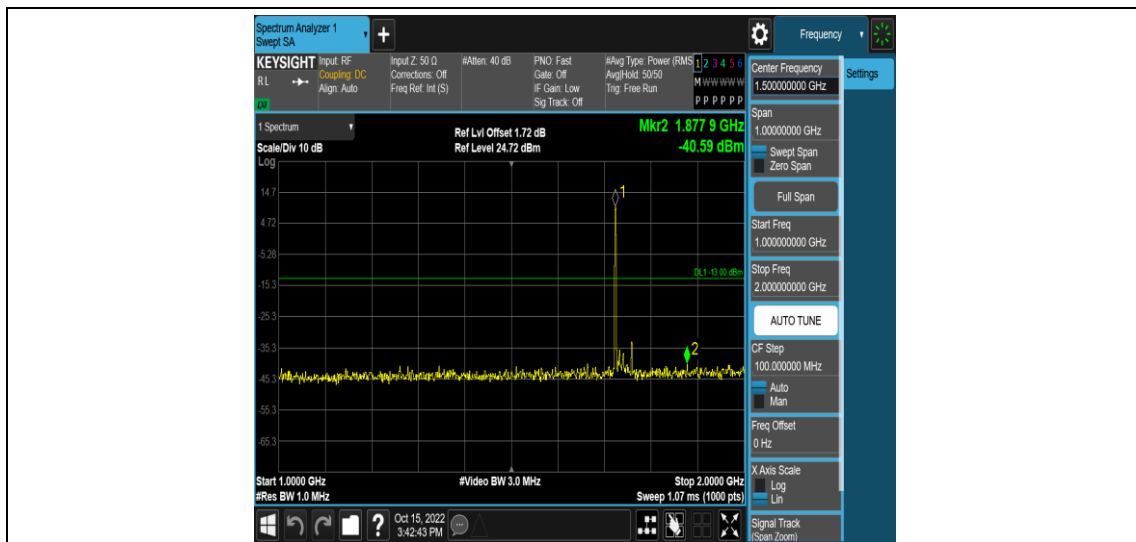 Spectrum Analyzer 1
Swept SA
+
Frequency
KEYSIGHT
RL
LXI
Input: RF
Coupling: DC
Align: Auto
Input Z: 50 Ω
Corrections: Off
Freq Ref: Int (S)
#Atten: 40 dB
PNO: Fast
Gate: Off
IF Gain: Low
Sig Track: Off
#Avg Type: Power (RMS
Avg|Hold: 50/50
Trig: Free Run
1 2 3 4 5 6
M W W W W W
P P P P P P
1 Spectrum
Scale/Div 10 dB
Ref Lvl Offset 1.72 dB
Ref Level 24.72 dBm
Mkr2 1.877 9 GHz
-40.59 dBm
Log
14.7
4.72
-5.28
-15.3
-25.3
-35.3
-45.3
-55.3
-65.3
1
DL1 -13.00 dBm
2
Start 1.0000 GHz
#Res BW 1.0 MHz
#Video BW 3.0 MHz
Stop 2.0000 GHz
Sweep 1.07 ms (1000 pts)
?
Oct 15, 2022
3:42:43 PM
Center Frequency
1.500000000 GHz
Span
1.00000000 GHz
Swept Span
Zero Span
Full Span
Start Freq
1.000000000 GHz
Stop Freq
2.000000000 GHz
AUTO TUNE
CF Step
100.000000 MHz
Auto
Man
Freq Offset
0 Hz
X Axis Scale
Log
Lin
Signal Track
(Span Zoom)
Settings